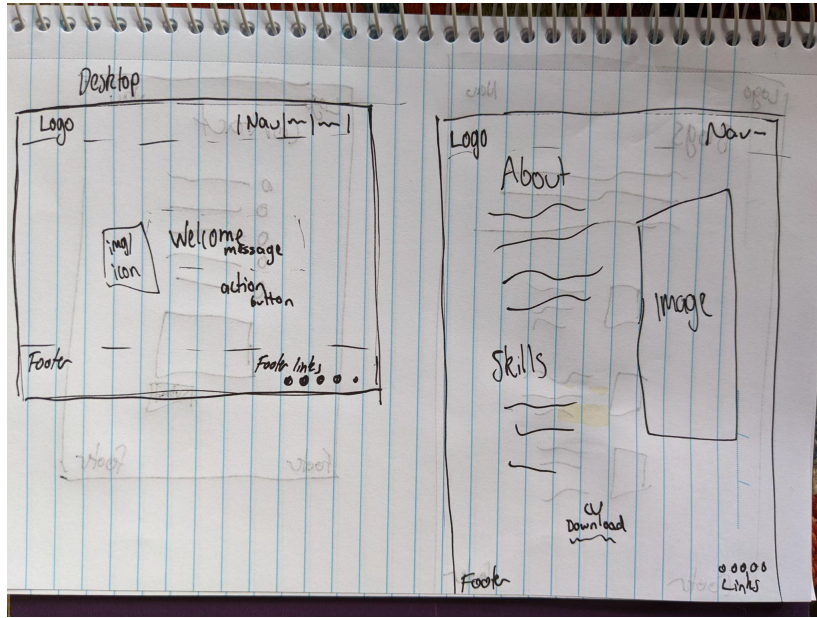 Desktop
Logo
|Nav|~|~|
img/
icon
Welcome
message
action
button
Footer
Footer links
Logo
Nav~
About
Image
Skills
CV
Download
Footer
Links